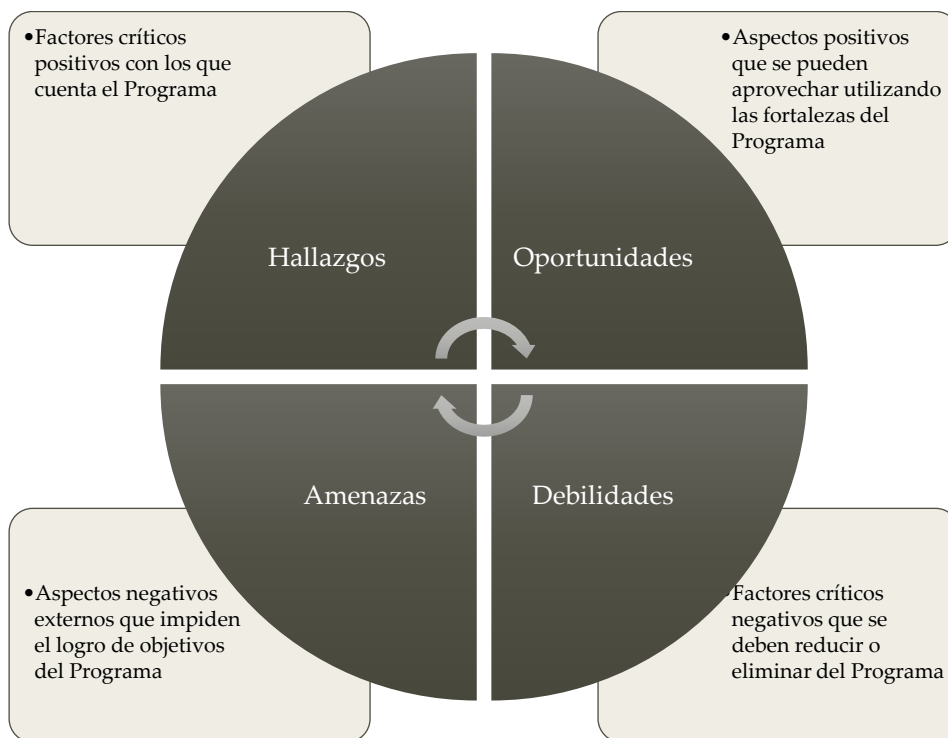 •Factores críticos
positivos con los que
cuenta el Programa
•Aspectos positivos
que se pueden
aprovechar utilizando
las fortalezas del
Programa
Hallazgos
Oportunidades
Amenazas
Debilidades
•Aspectos negativos
externos que impiden
el logro de objetivos
del Programa
•Factores críticos
negativos que se
deben reducir o
eliminar del Programa